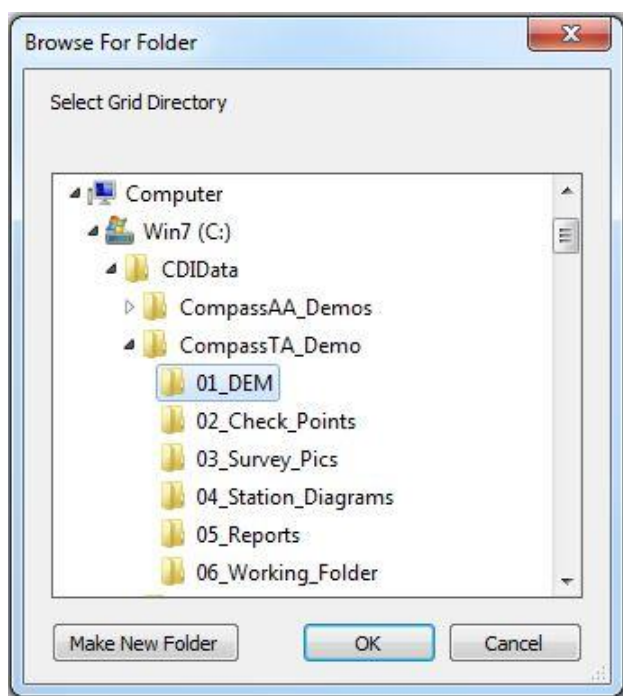 Browse For Folder
Select Grid Directory
Computer
Win7 (C:)
CDIData
CompassAA_Demos
CompassTA_Demo
01_DEM
02_Check_Points
03_Survey_Pics
04_Station_Diagrams
05_Reports
06_Working_Folder
Make New Folder OK Cancel